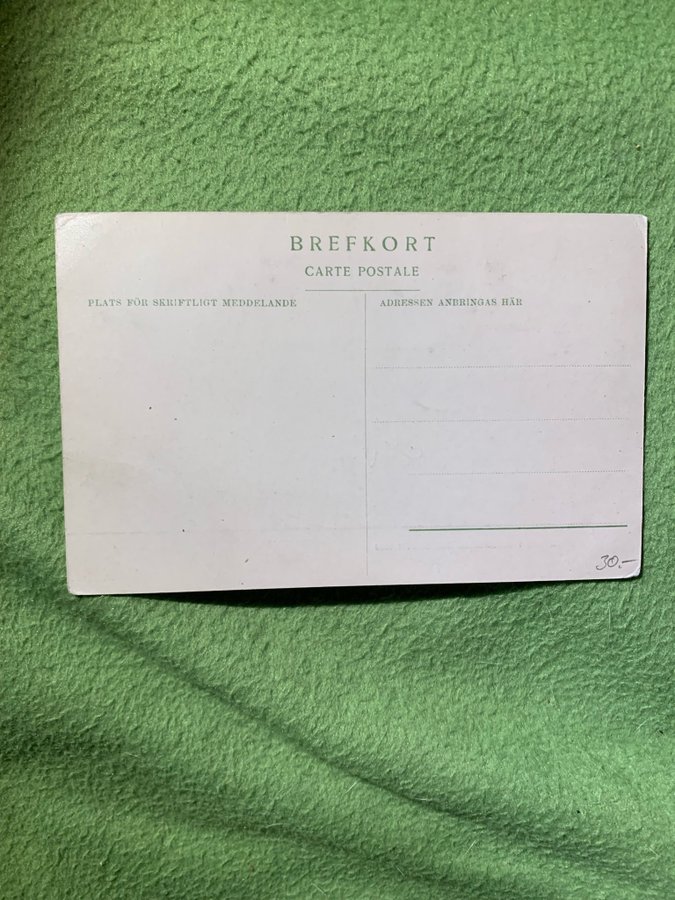 BREFKORT
CARTE POSTALE
PLATS FÖR SKRIFTLIGT MEDDELANDE
ADRESSEN ANBRINGAS HÄR
30.–